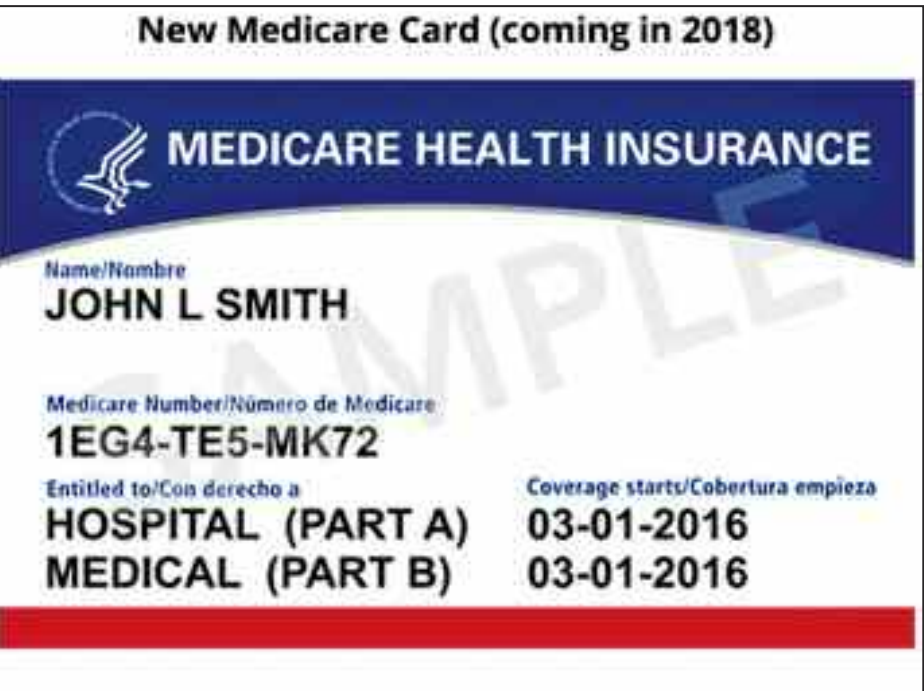 New Medicare Card (coming in 2018)
MEDICARE HEALTH INSURANCE
SAMPLE
Name/Nombre
JOHN L SMITH
Medicare Number/Número de Medicare
1EG4-TE5-MK72
Entitled to/Con derecho a
HOSPITAL (PART A)
MEDICAL (PART B)
Coverage starts/Cobertura empieza
03-01-2016
03-01-2016